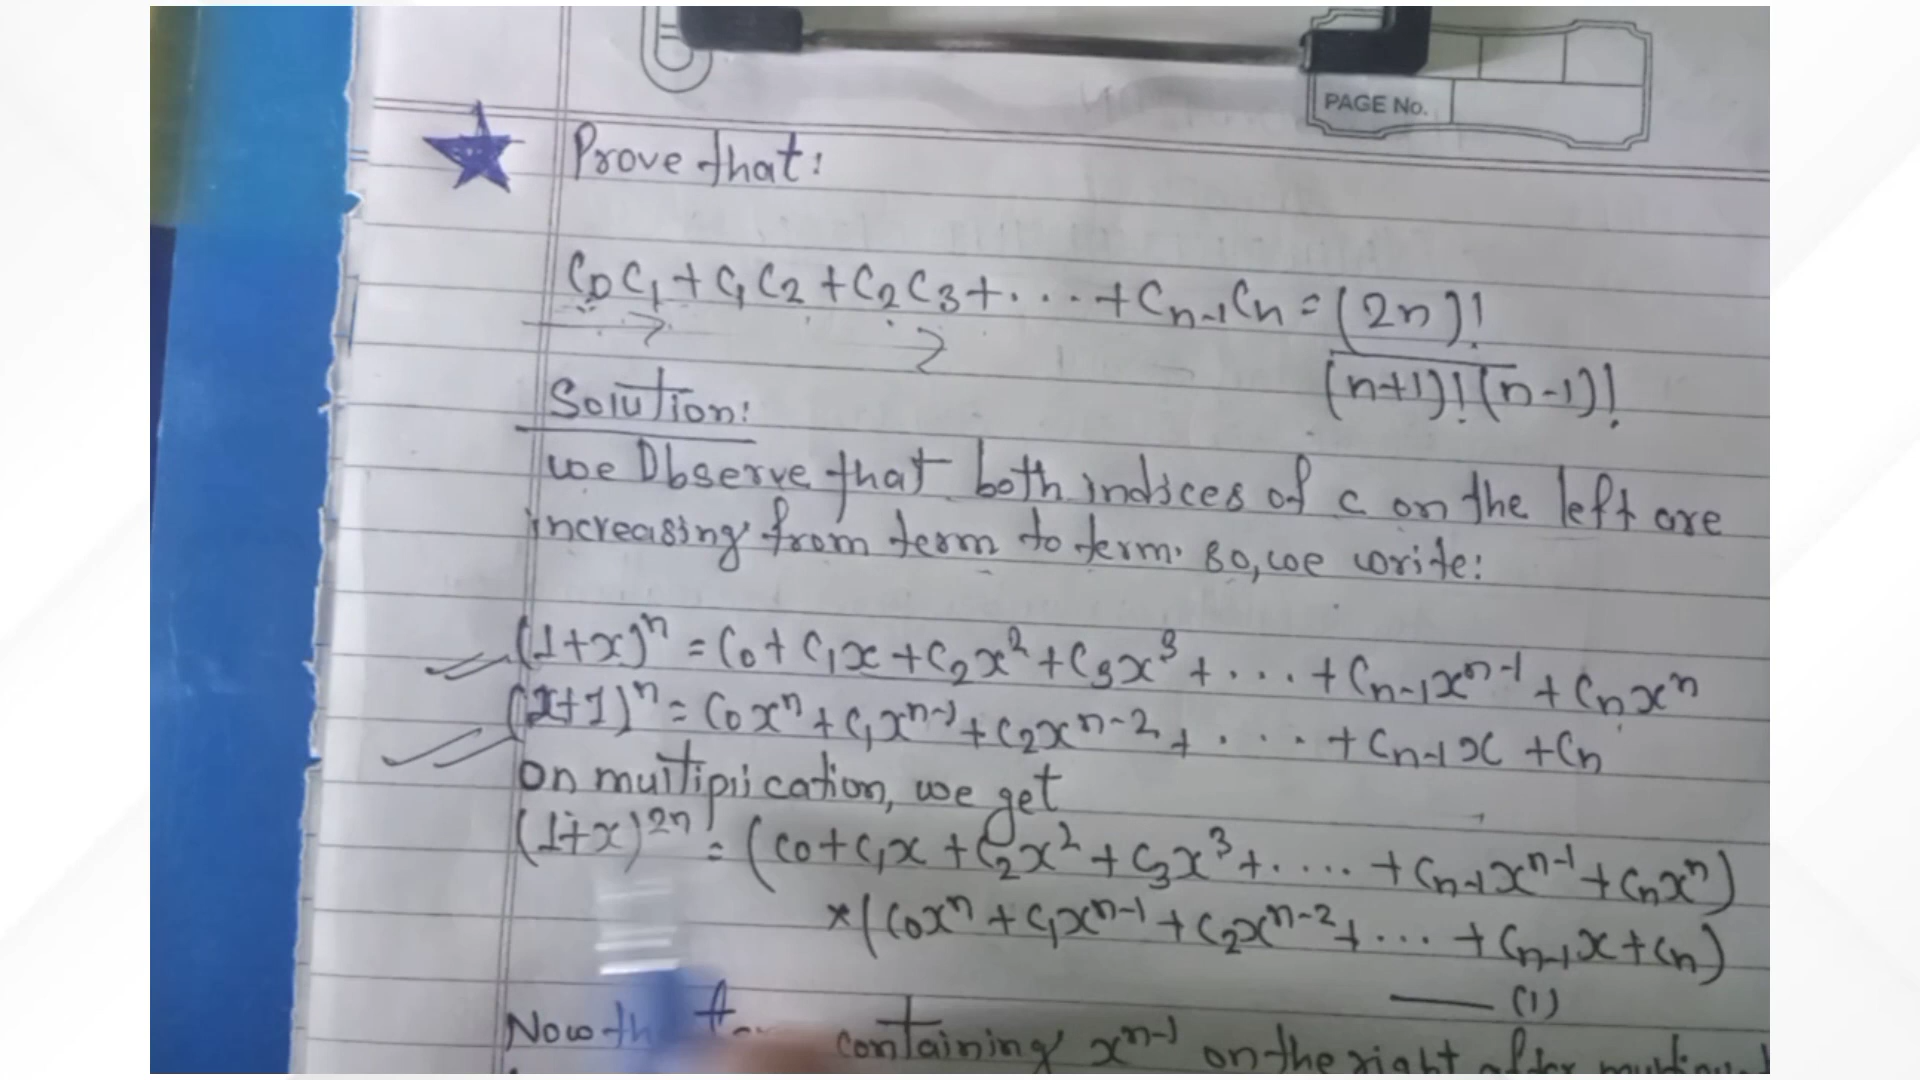 PAGE No.
Prove that:
C0C1 + C1C2 + C2C3 + . . . + Cn-1Cn = (2n)!
(n+1)!(n-1)!
Solution:
we Observe that both indices of c on the left are
increasing from term to term. so, we write:
(1+x)^n = C0 + C1x + C2x^2 + C3x^3 + . . . . + Cn-1x^n-1 + Cnx^n
(x+1)^n = C0x^n + C1x^n-1 + C2x^n-2 + . . . . + Cn-1x + Cn
On multiplication, we get
(1+x)^2n = (C0 + C1x + C2x^2 + C3x^3 + . . . . . + Cn-1x^n-1 + Cnx^n)
×(C0x^n + C1x^n-1 + C2x^n-2 + . . . + Cn-1x + Cn)
—— (1)
Now containing x^n-1 on the right after